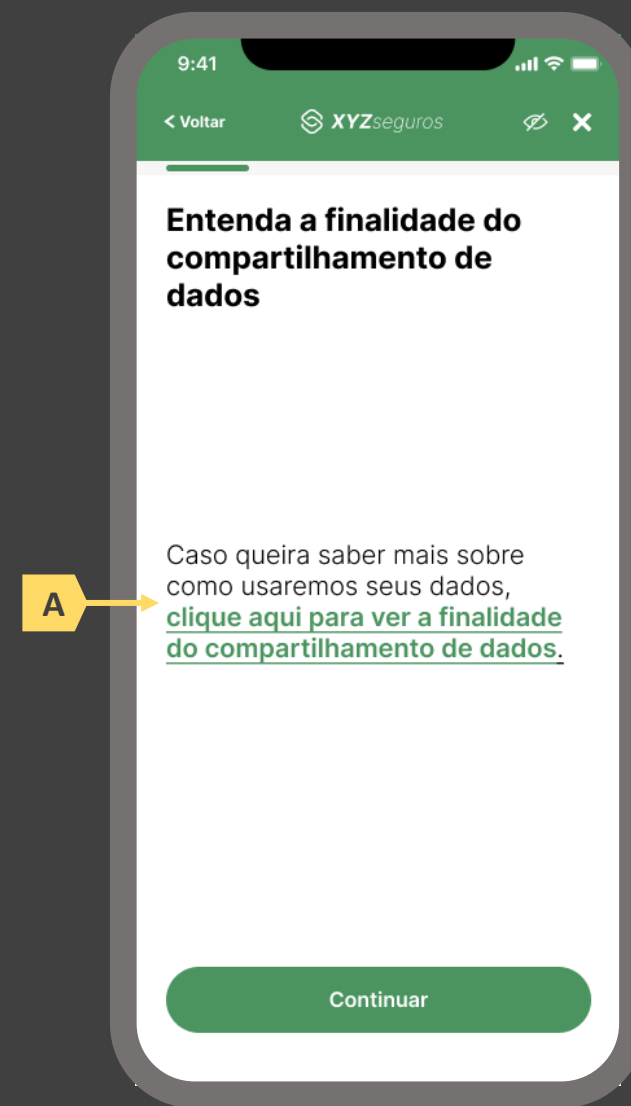 9:41
< Voltar
XYZseguros
Entenda a finalidade do
compartilhamento de
dados
Caso queira saber mais sobre
como usaremos seus dados,
A
clique aqui para ver a finalidade
do compartilhamento de dados.
Continuar